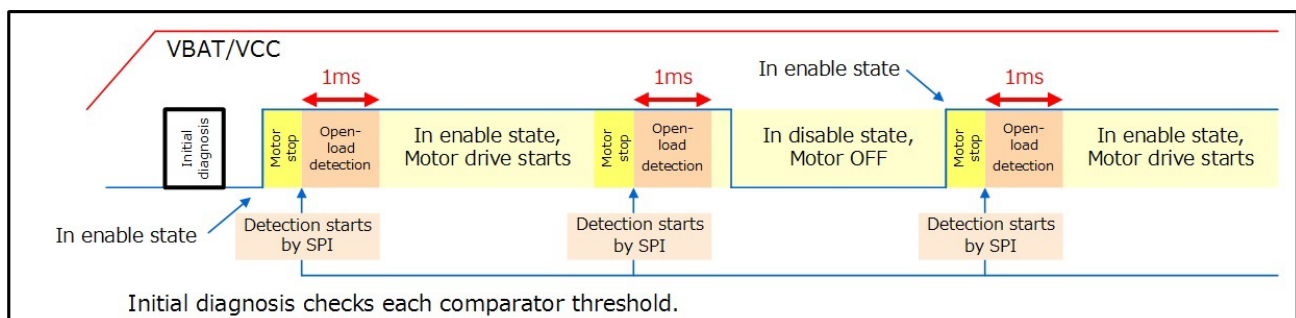 VBAT/VCC
1ms
1ms
In enable state
1ms
Initial
diagnosis
Motor
stop
Open-
load
detection
In enable state,
Motor drive starts
Motor
stop
Open-
load
detection
In disable state,
Motor OFF
Motor
stop
Open-
load
detection
In enable state,
Motor drive starts
In enable state
Detection starts
by SPI
Detection starts
by SPI
Detection starts
by SPI
Initial diagnosis checks each comparator threshold.